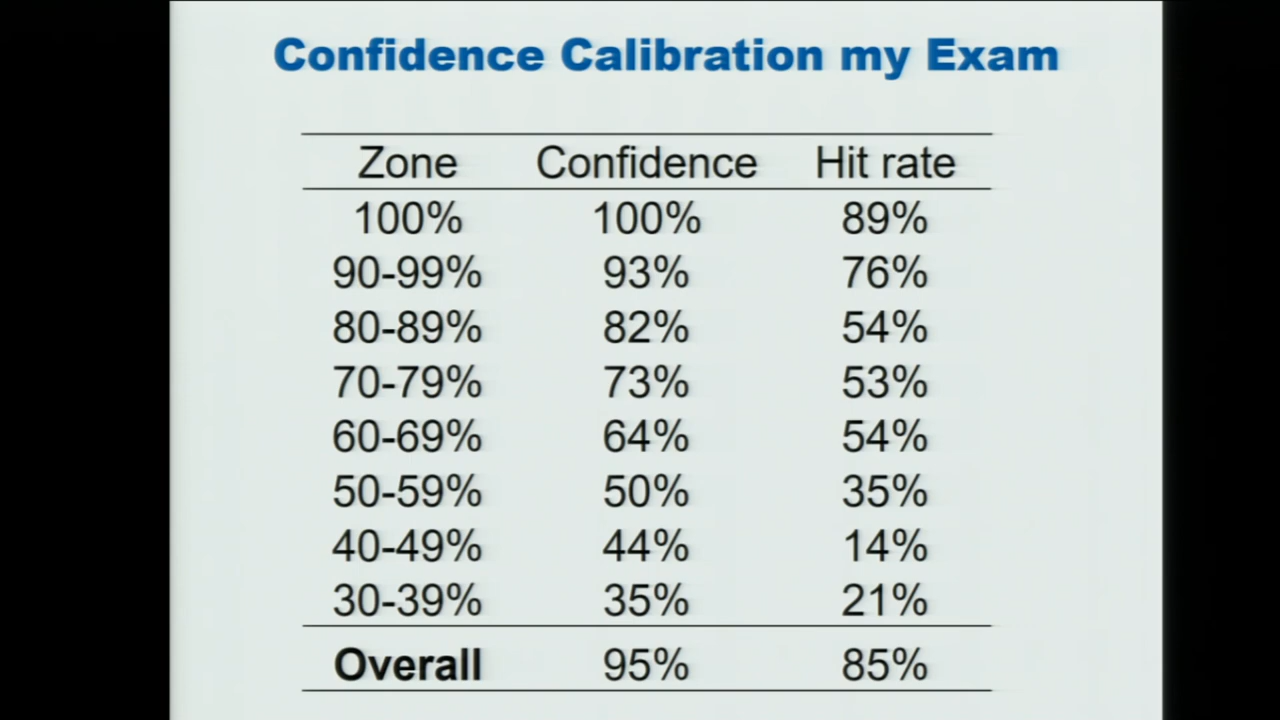 Confidence Calibration my Exam
Zone Confidence Hit rate
100% 100% 89%
90-99% 93% 76%
80-89% 82% 54%
70-79% 73% 53%
60-69% 64% 54%
50-59% 50% 35%
40-49% 44% 14%
30-39% 35% 21%
Overall 95% 85%